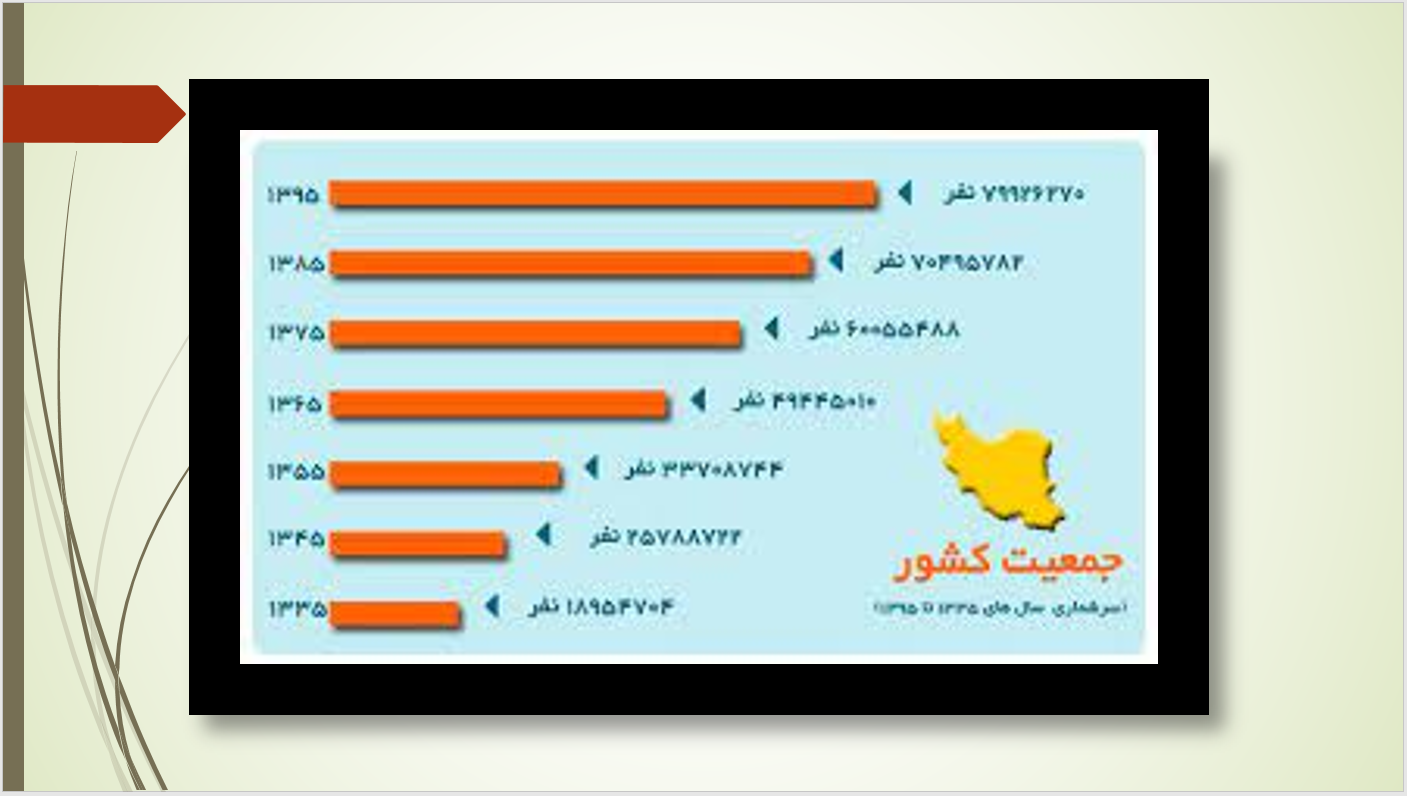 ۱۳۹۵ ۷۹۹۲۶۲۷۰ نفر
۱۳۸۵ ۷۰۴۹۵۷۸۲ نفر
۱۳۷۵ ۶۰۰۵۵۴۸۸ نفر
۱۳۶۵ ۴۹۴۴۵۰۱۰ نفر
۱۳۵۵ ۳۳۷۰۸۷۴۴ نفر
۱۳۴۵ ۲۵۷۸۸۷۲۲ نفر
۱۳۳۵ ۱۸۹۵۴۷۰۴ نفر
جمعیت کشور
(سرشماری سال های ۱۳۳۵ تا ۱۳۹۵)